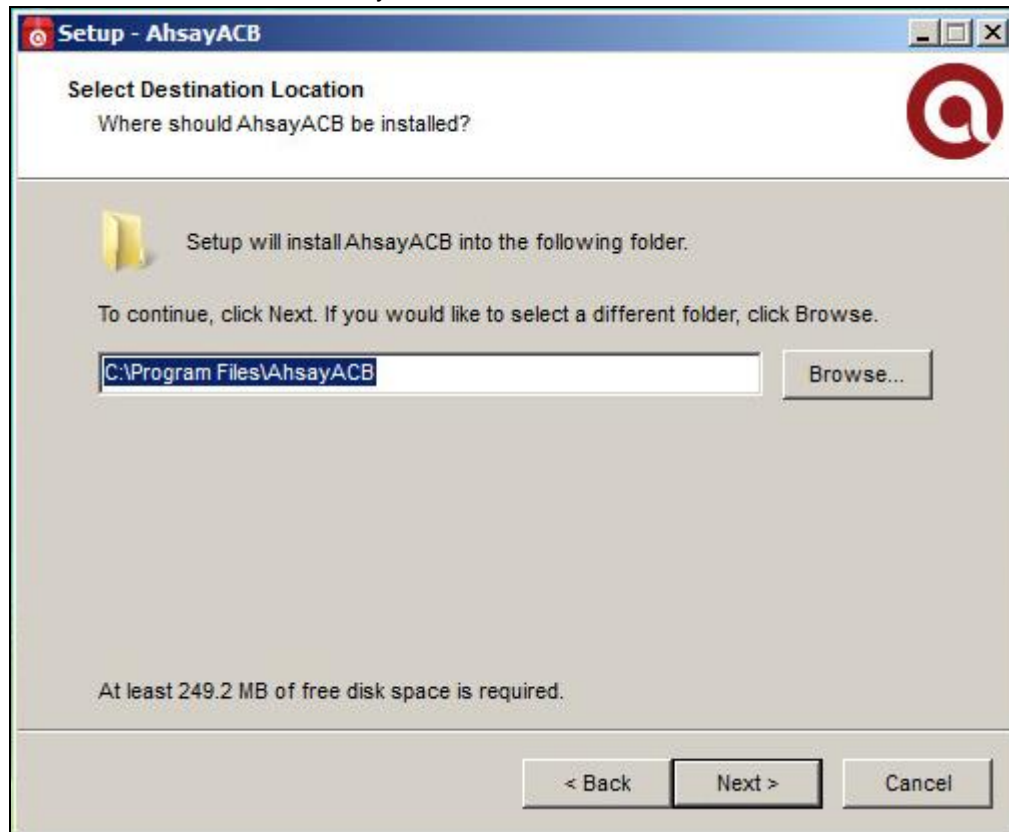 Setup - AhsayACB
Select Destination Location
Where should AhsayACB be installed?
Setup will install AhsayACB into the following folder.
To continue, click Next. If you would like to select a different folder, click Browse.
C:\Program Files\AhsayACB
Browse...
At least 249.2 MB of free disk space is required.
< Back
Next >
Cancel